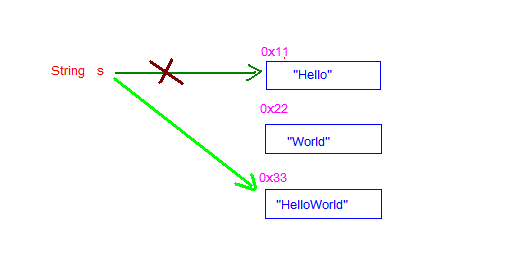 0x11
String s
"Hello"
0x22
"World"
0x33
"HelloWorld"